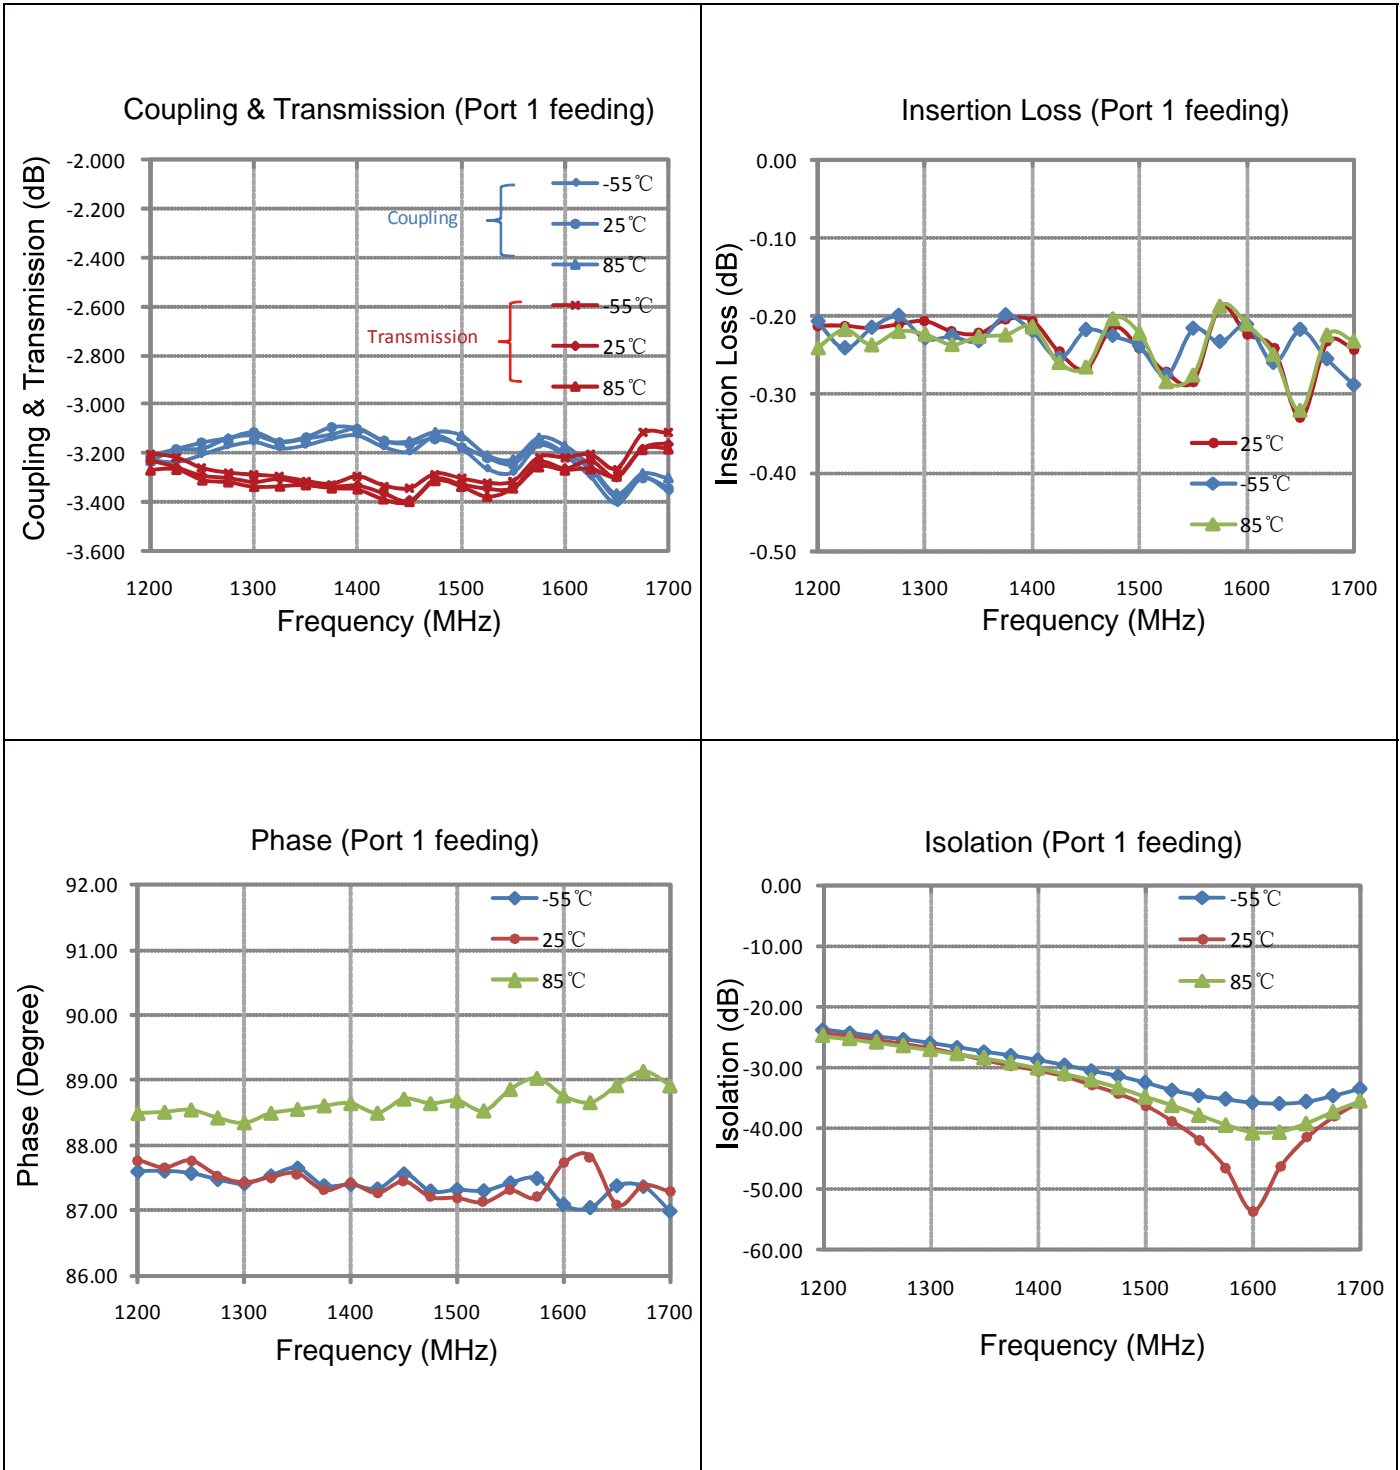 Coupling & Transmission (Port 1 feeding)
Coupling & Transmission (dB)
-2.000
-2.200
-2.400
-2.600
-2.800
-3.000
-3.200
-3.400
-3.600
Coupling
Transmission
-55℃
25℃
85℃
-55℃
25℃
85℃
1200 1300 1400 1500 1600 1700
Frequency (MHz)
Insertion Loss (Port 1 feeding)
Insertion Loss (dB)
0.00
-0.10
-0.20
-0.30
-0.40
-0.50
25℃
-55℃
85℃
1200 1300 1400 1500 1600 1700
Frequency (MHz)
Phase (Port 1 feeding)
Phase (Degree)
92.00
91.00
90.00
89.00
88.00
87.00
86.00
-55℃
25℃
85℃
1200 1300 1400 1500 1600 1700
Frequency (MHz)
Isolation (Port 1 feeding)
Isolation (dB)
0.00
-10.00
-20.00
-30.00
-40.00
-50.00
-60.00
-55℃
25℃
85℃
1200 1300 1400 1500 1600 1700
Frequency (MHz)